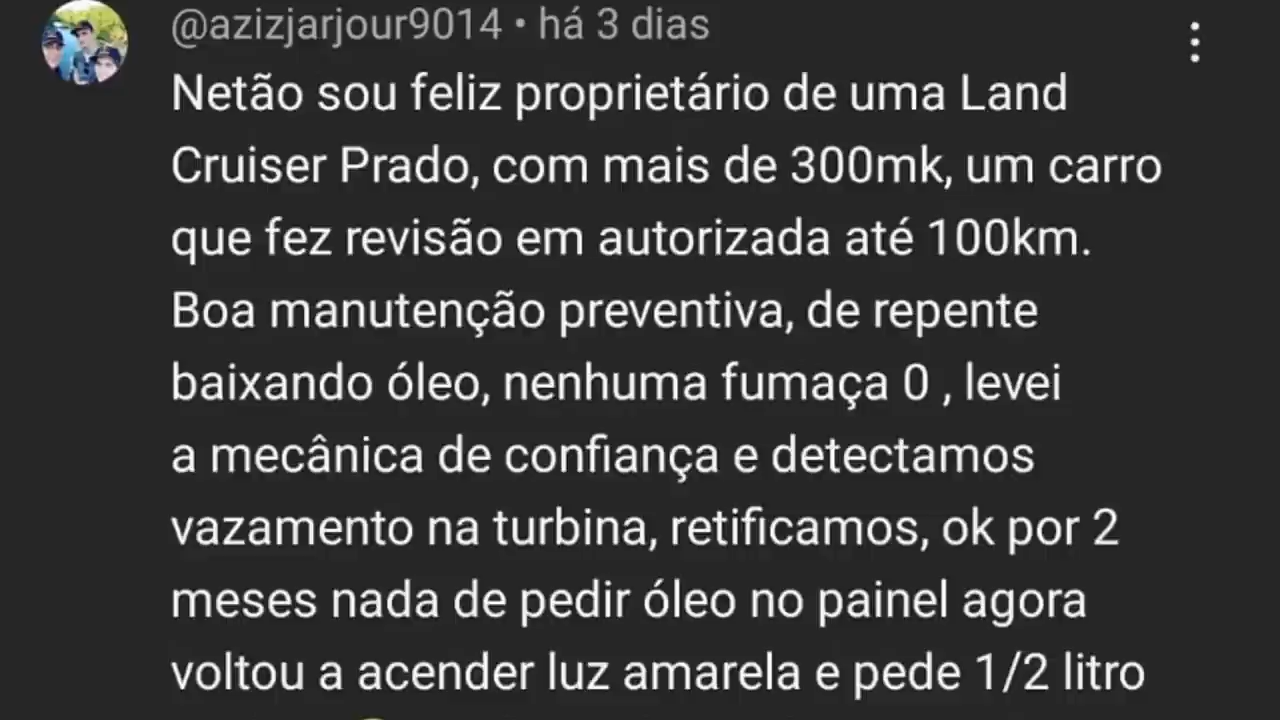 @azizjarjour9014 • há 3 dias
Netão sou feliz proprietário de uma Land
Cruiser Prado, com mais de 300mk, um carro
que fez revisão em autorizada até 100km.
Boa manutenção preventiva, de repente
baixando óleo, nenhuma fumaça 0 , levei
a mecânica de confiança e detectamos
vazamento na turbina, retificamos, ok por 2
meses nada de pedir óleo no painel agora
voltou a acender luz amarela e pede 1/2 litro